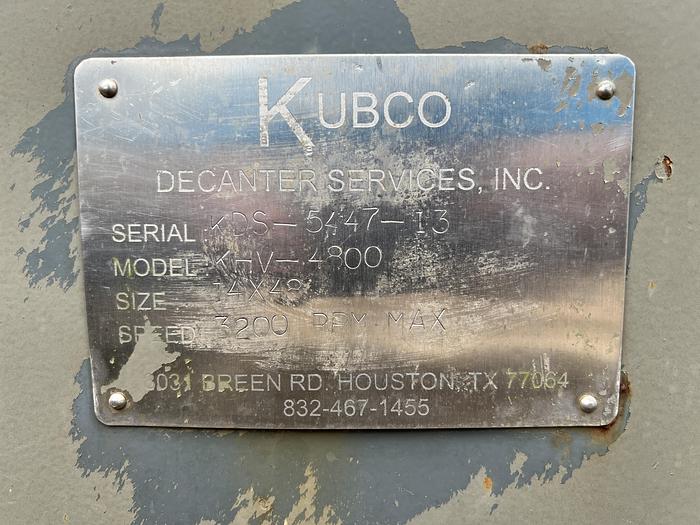 KUBCO
DECANTER SERVICES, INC.
SERIAL KDS-5447-13
MODEL KHV-4800
SIZE 14X48
SPEED 3200 RPM MAX
BREEN RD. HOUSTON, TX 77064
832-467-1455